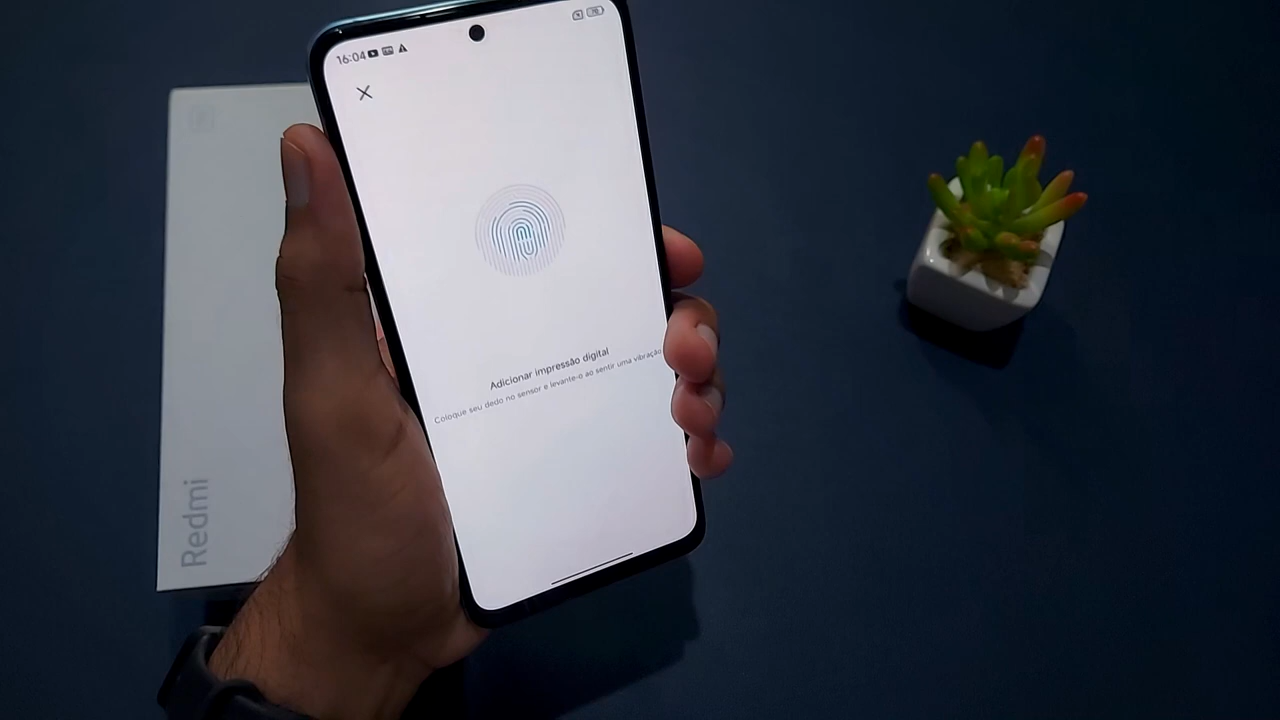 16:04
Adicionar impressão digital
Coloque seu dedo no sensor e levante-o ao sentir uma vibração
Redmi